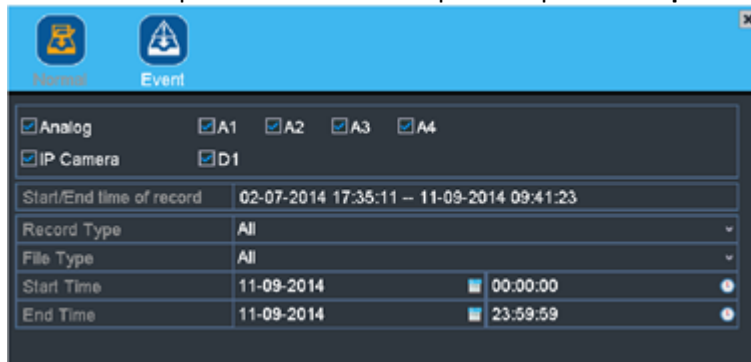 Normal Event
Analog A1 A2 A3 A4
IP Camera D1
Start/End time of record 02-07-2014 17:35:11 -- 11-09-2014 09:41:23
Record Type All
File Type All
Start Time 11-09-2014 00:00:00
End Time 11-09-2014 23:59:59